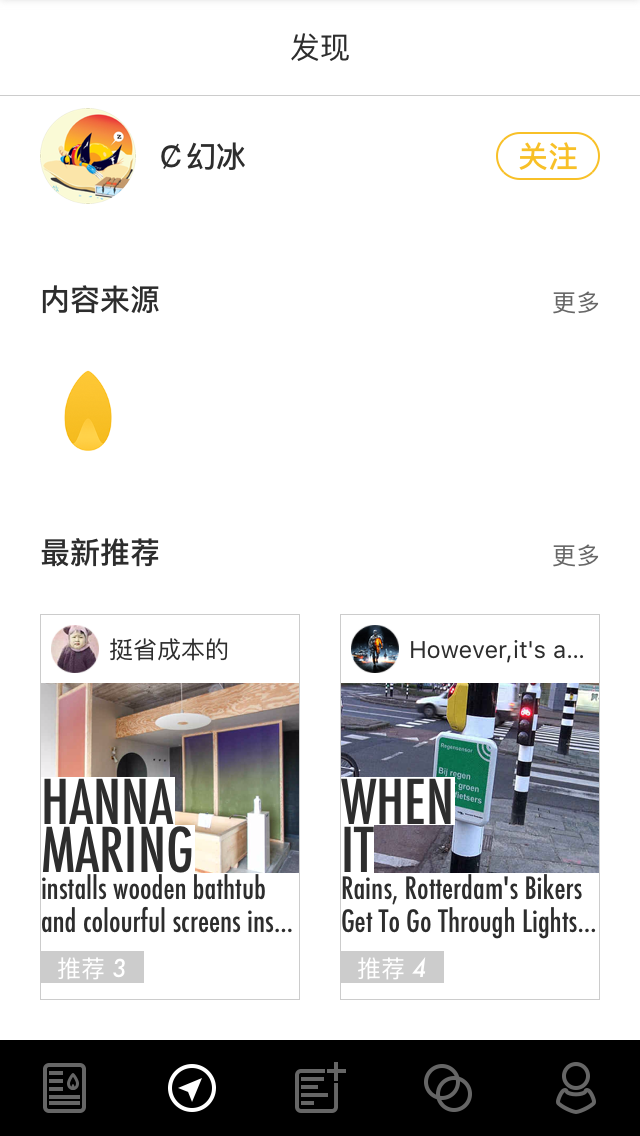 发现
₡幻冰
关注
内容来源
更多
最新推荐
更多
挺省成本的
HANNA
MARING
installs wooden bathtub
and colourful screens ins...
推荐 3
However,it's a...
Regensensor
Bij regen
groen
fietsers
WHEN
IT
Rains, Rotterdam's Bikers
Get To Go Through Lights...
推荐 4